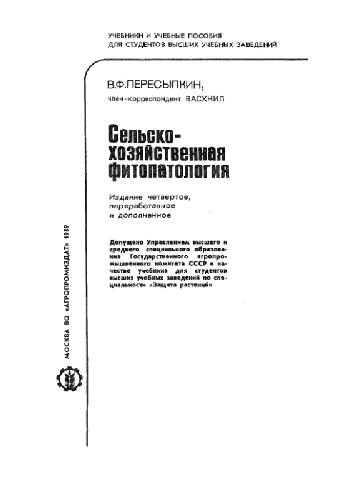 УЧЕБНИКИ И УЧЕБНЫЕ ПОСОБИЯ
ДЛЯ СТУДЕНТОВ ВЫСШИХ УЧЕБНЫХ ЗАВЕДЕНИЙ
В.Ф.ПЕРЕСЫПКИН,
член-корреспондент ВАСХНИЛ
Сельско-
хозяйственная
фитопатология
Издание четвертое,
переработанное
и дополненное
Допущено Управлением высшего и
среднего специального образова-
ния Государственного агропро-
мышленного комитета СССР в ка-
честве учебника для студентов
высших учебных заведений по спе-
циальности «Защита растений»
МОСКВА ВО «АГРОПРОМИЗДАТ» 1989